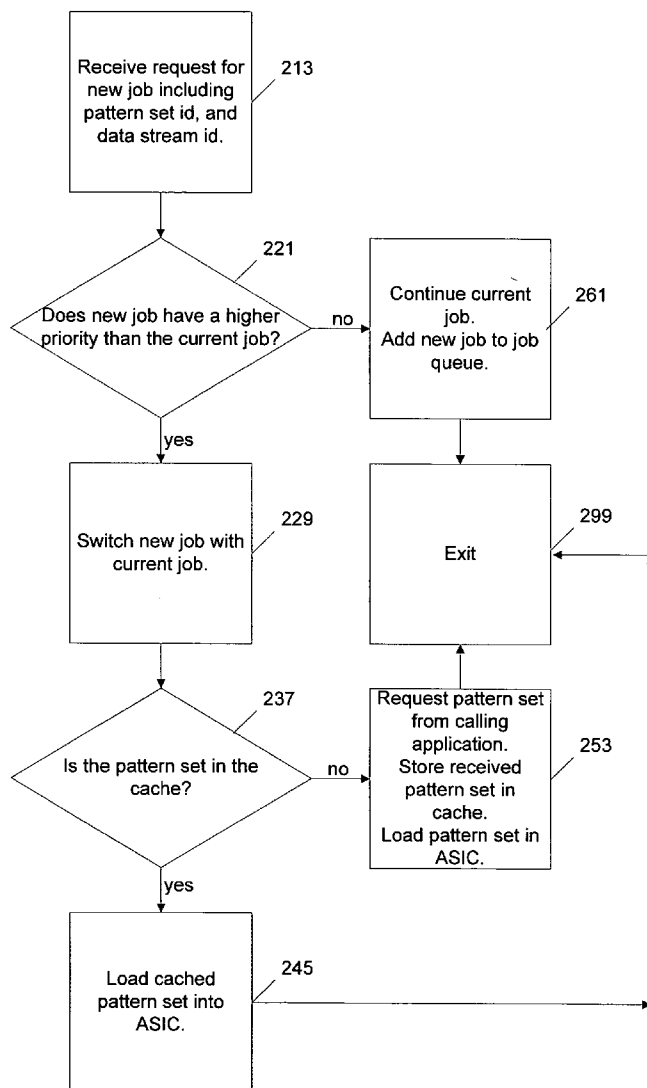 Receive request for
new job including
pattern set id, and
data stream id.
213
221
Does new job have a higher
priority than the current job?
no
Continue current
job.
Add new job to job
queue.
261
yes
Switch new job with
current job.
229
Exit
299
237
Is the pattern set in the
cache?
no
Request pattern set
from calling
application.
Store received
pattern set in
cache.
Load pattern set in
ASIC.
253
yes
Load cached
pattern set into
ASIC.
245